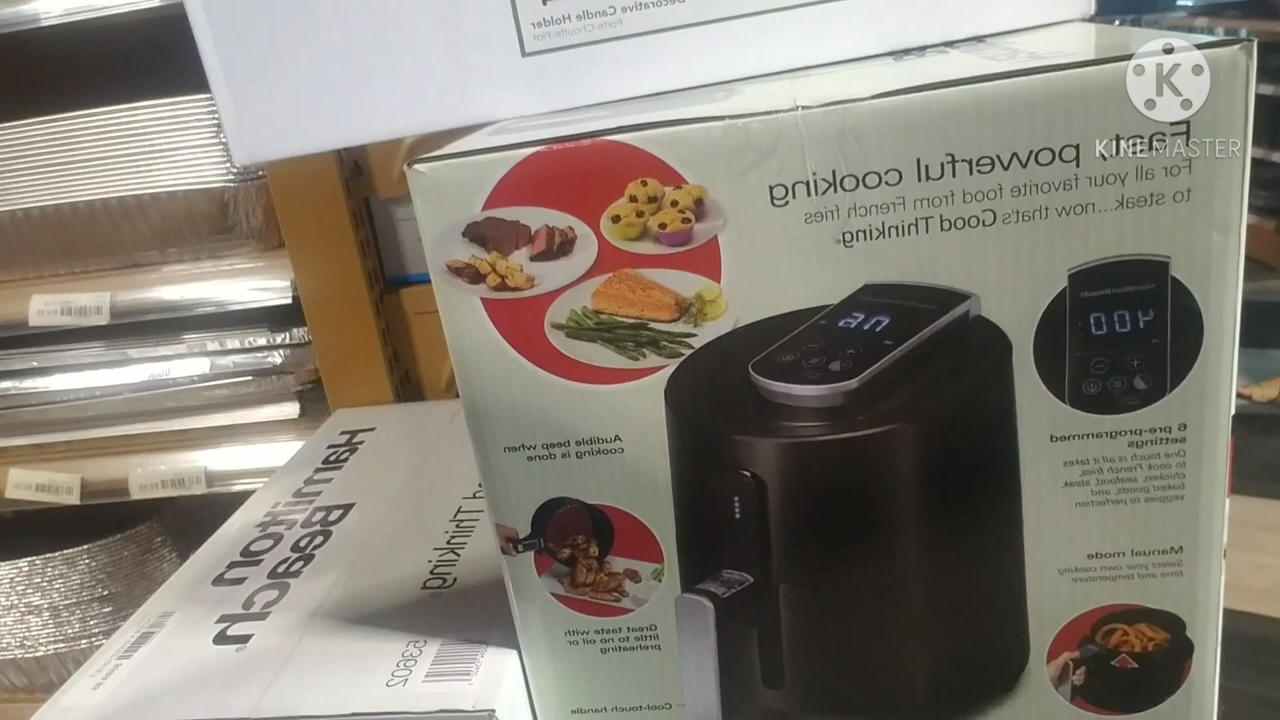 Decorative Candle Holder
Porte-Chauffe-Plat
KINEMASTER
Fast, powerful cooking
For all your favorite food from French fries
to steak....now that's Good Thinking.®
400
6 pre-programmed
settings
One touch is all it takes
to cook French fries,
chicken, seafood, steak,
baked goods, and
veggies to perfection
Audible beep when
cooking is done
Manual mode
Select your own cooking
time and temperature
Great taste with
little to no oil or
preheating
Cool-touch handle
Hamilton
Beach®
Thinking®
53602